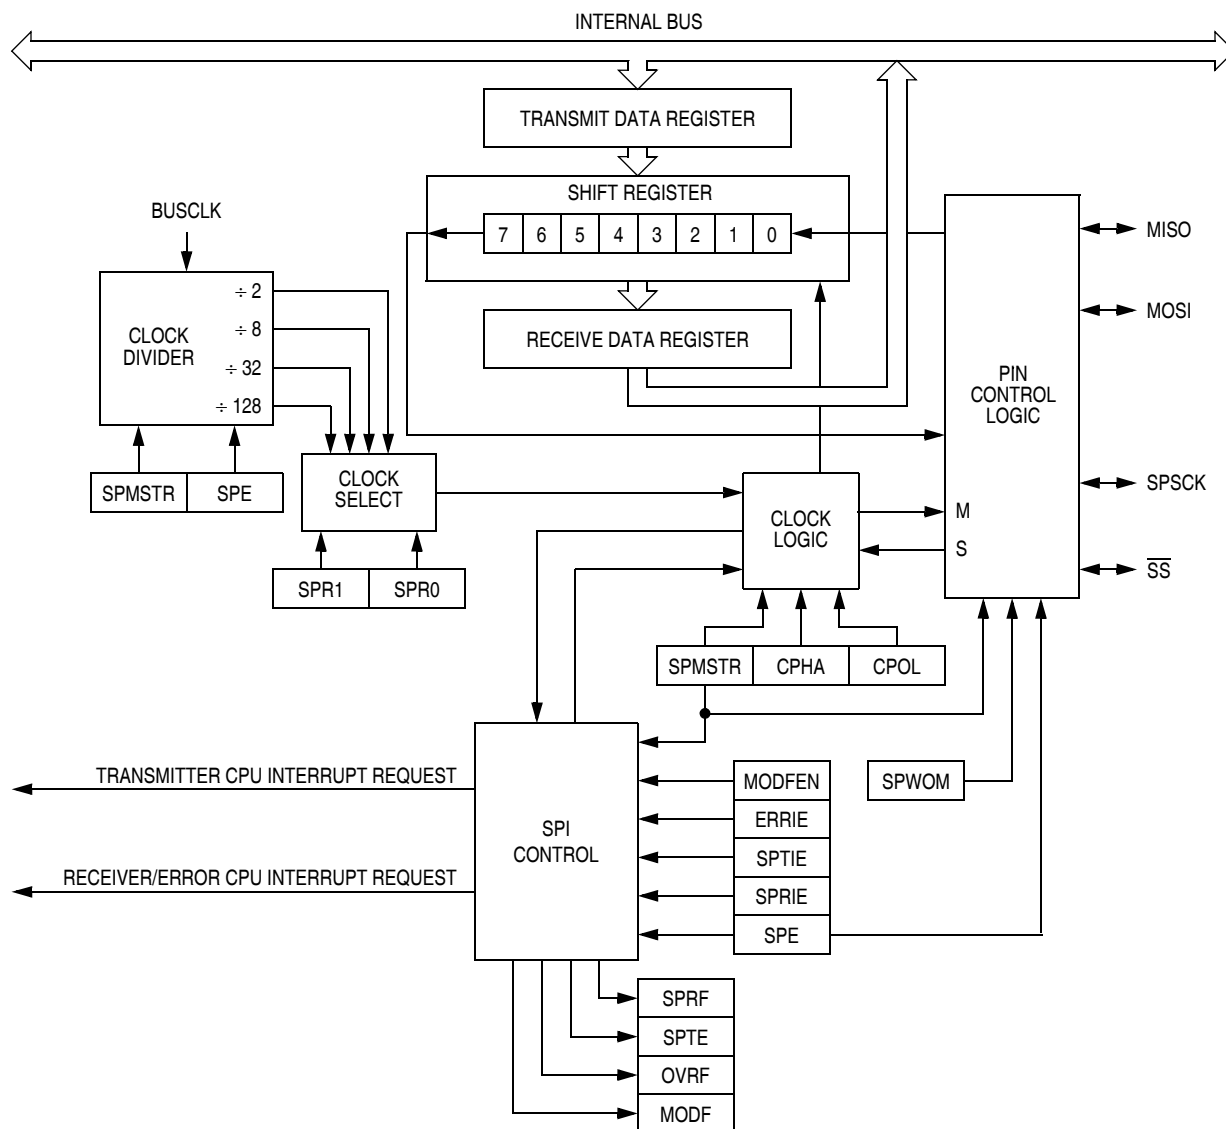 INTERNAL BUS
TRANSMIT DATA REGISTER
SHIFT REGISTER
7 6 5 4 3 2 1 0
RECEIVE DATA REGISTER
BUSCLK
CLOCK
DIVIDER
÷ 2
÷ 8
÷ 32
÷ 128
SPMSTR SPE
CLOCK
SELECT
SPR1 SPR0
CLOCK
LOGIC
SPMSTR CPHA CPOL
PIN
CONTROL
LOGIC
M
S
MISO
MOSI
SPSCK
SS
TRANSMITTER CPU INTERRUPT REQUEST
RECEIVER/ERROR CPU INTERRUPT REQUEST
SPI
CONTROL
MODFEN
ERRIE
SPTIE
SPRIE
SPE
SPWOM
SPRF
SPTE
OVRF
MODF